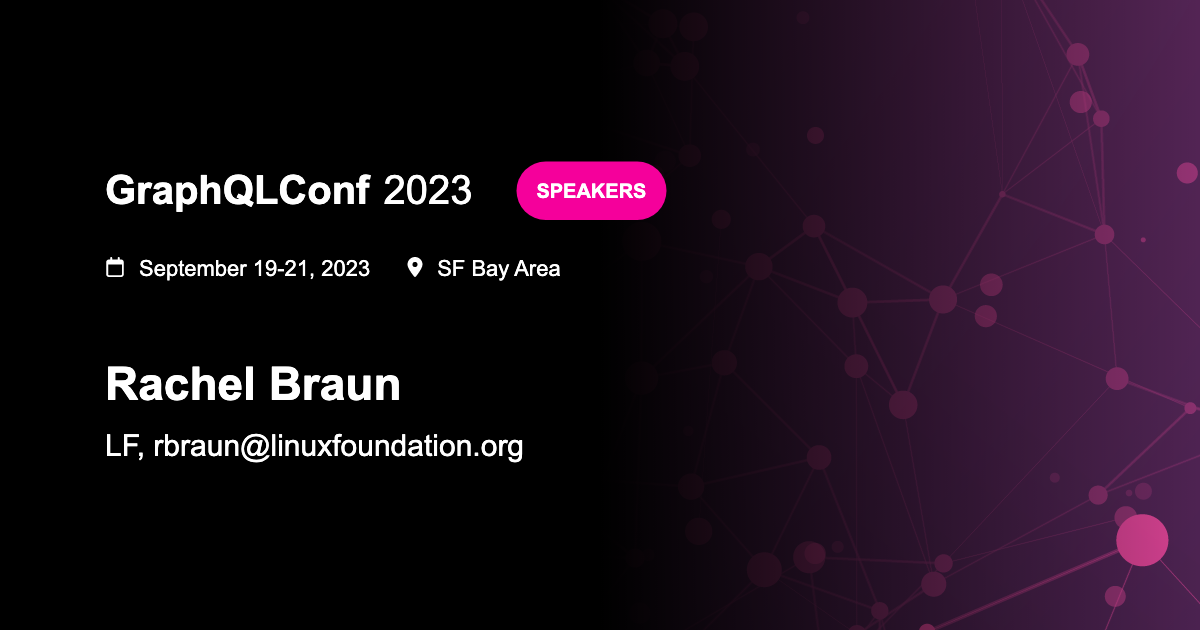 GraphQLConf 2023 SPEAKERS
September 19-21, 2023 SF Bay Area
Rachel Braun
LF, rbraun@linuxfoundation.org